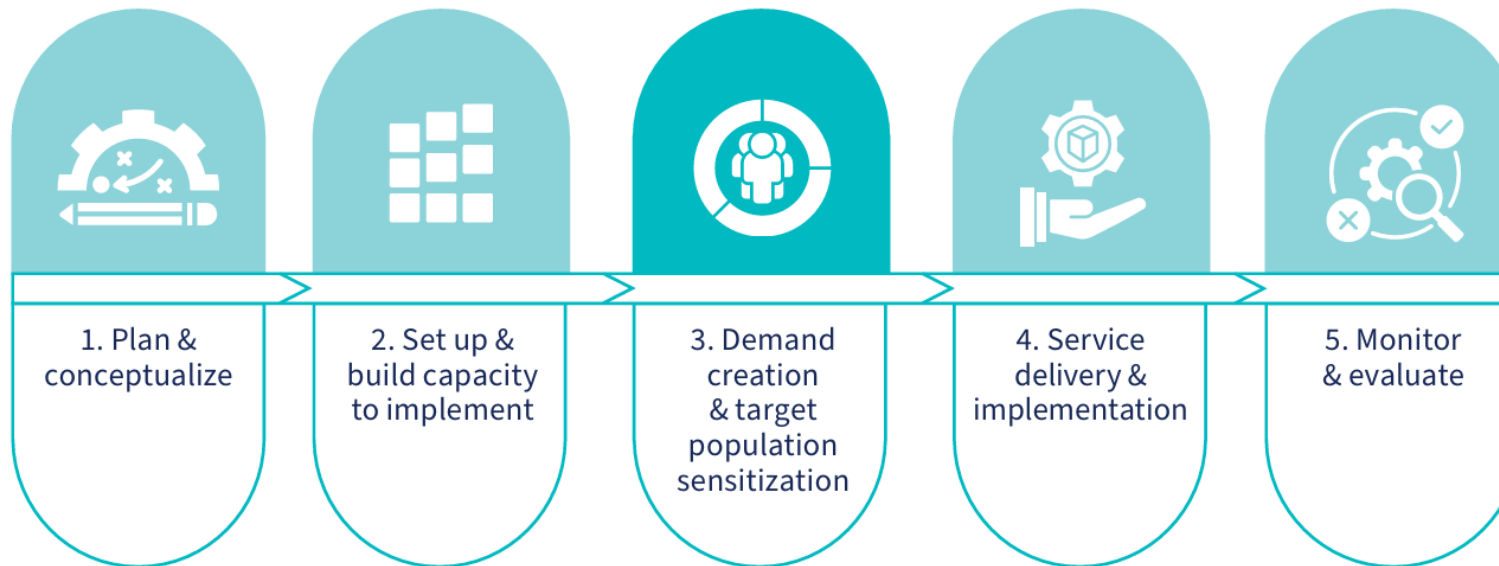 1. Plan &
conceptualize
2. Set up &
build capacity
to implement
3. Demand
creation
& target
population
sensitization
4. Service
delivery &
implementation
5. Monitor
& evaluate